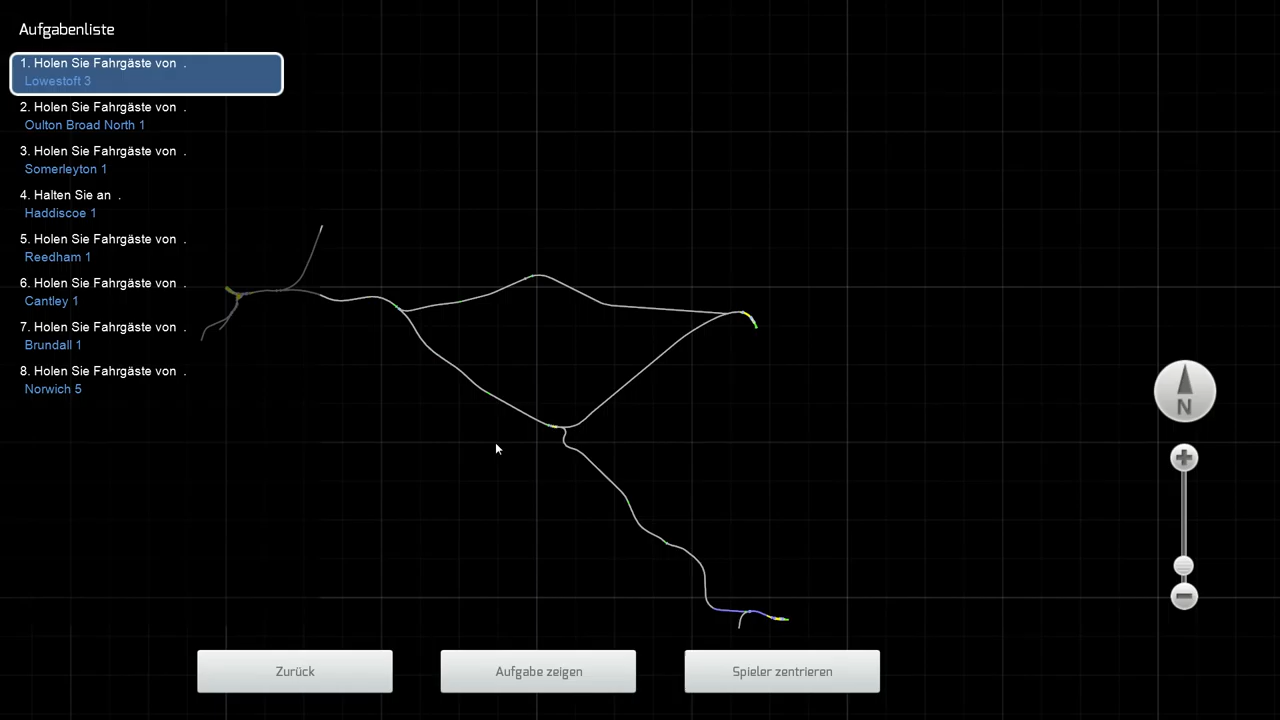 Aufgabenliste
1. Holen Sie Fahrgäste von .
Lowestoft 3
2. Holen Sie Fahrgäste von .
Oulton Broad North 1
3. Holen Sie Fahrgäste von .
Somerleyton 1
4. Halten Sie an .
Haddiscoe 1
5. Holen Sie Fahrgäste von .
Reedham 1
6. Holen Sie Fahrgäste von .
Cantley 1
7. Holen Sie Fahrgäste von .
Brundall 1
8. Holen Sie Fahrgäste von .
Norwich 5
N
Zurück
Aufgabe zeigen
Spieler zentrieren